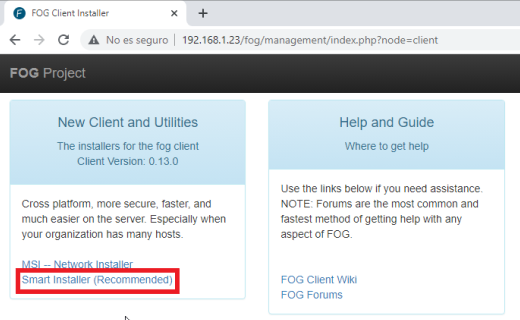 FOG Client Installer
No es seguro | 192.168.1.23/fog/management/index.php?node=client
FOG Project
New Client and Utilities
The installers for the fog client
Client Version: 0.13.0
Cross platform, more secure, faster, and
much easier on the server. Especially when
your organization has many hosts.
MSI -- Network Installer
Smart Installer (Recommended)
Help and Guide
Where to get help
Use the links below if you need assistance.
NOTE: Forums are the most common and
fastest method of getting help with any
aspect of FOG.
FOG Client Wiki
FOG Forums